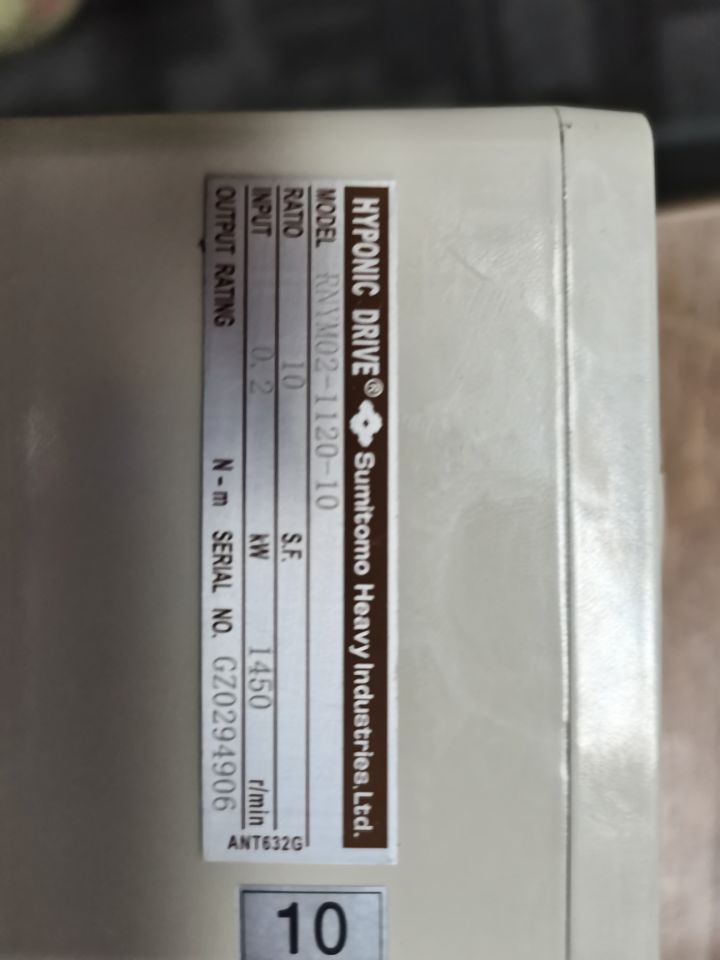 HYPONIC DRIVE® Sumitomo Heavy Industries, Ltd.
MODEL RNYM02-1120-10
RATIO 10 S.F.
INPUT 0.2 kW 1450 r/min
OUTPUT RATING N-m SERIAL NO. GZ0294906
ANT632G
10